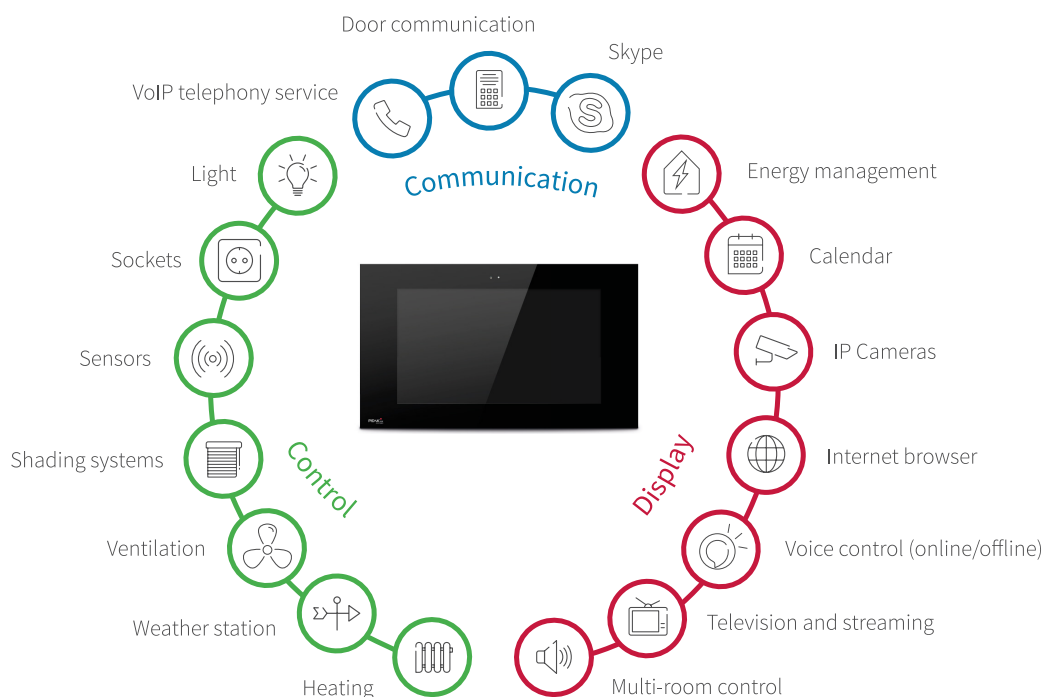 Door communication
Skype
VoIP telephony service
Light
Communication
Energy management
Sockets
Calendar
Sensors
IP Cameras
Shading systems
Control
Display
Internet browser
Ventilation
Voice control (online/offline)
Weather station
Television and streaming
Heating
Multi-room control